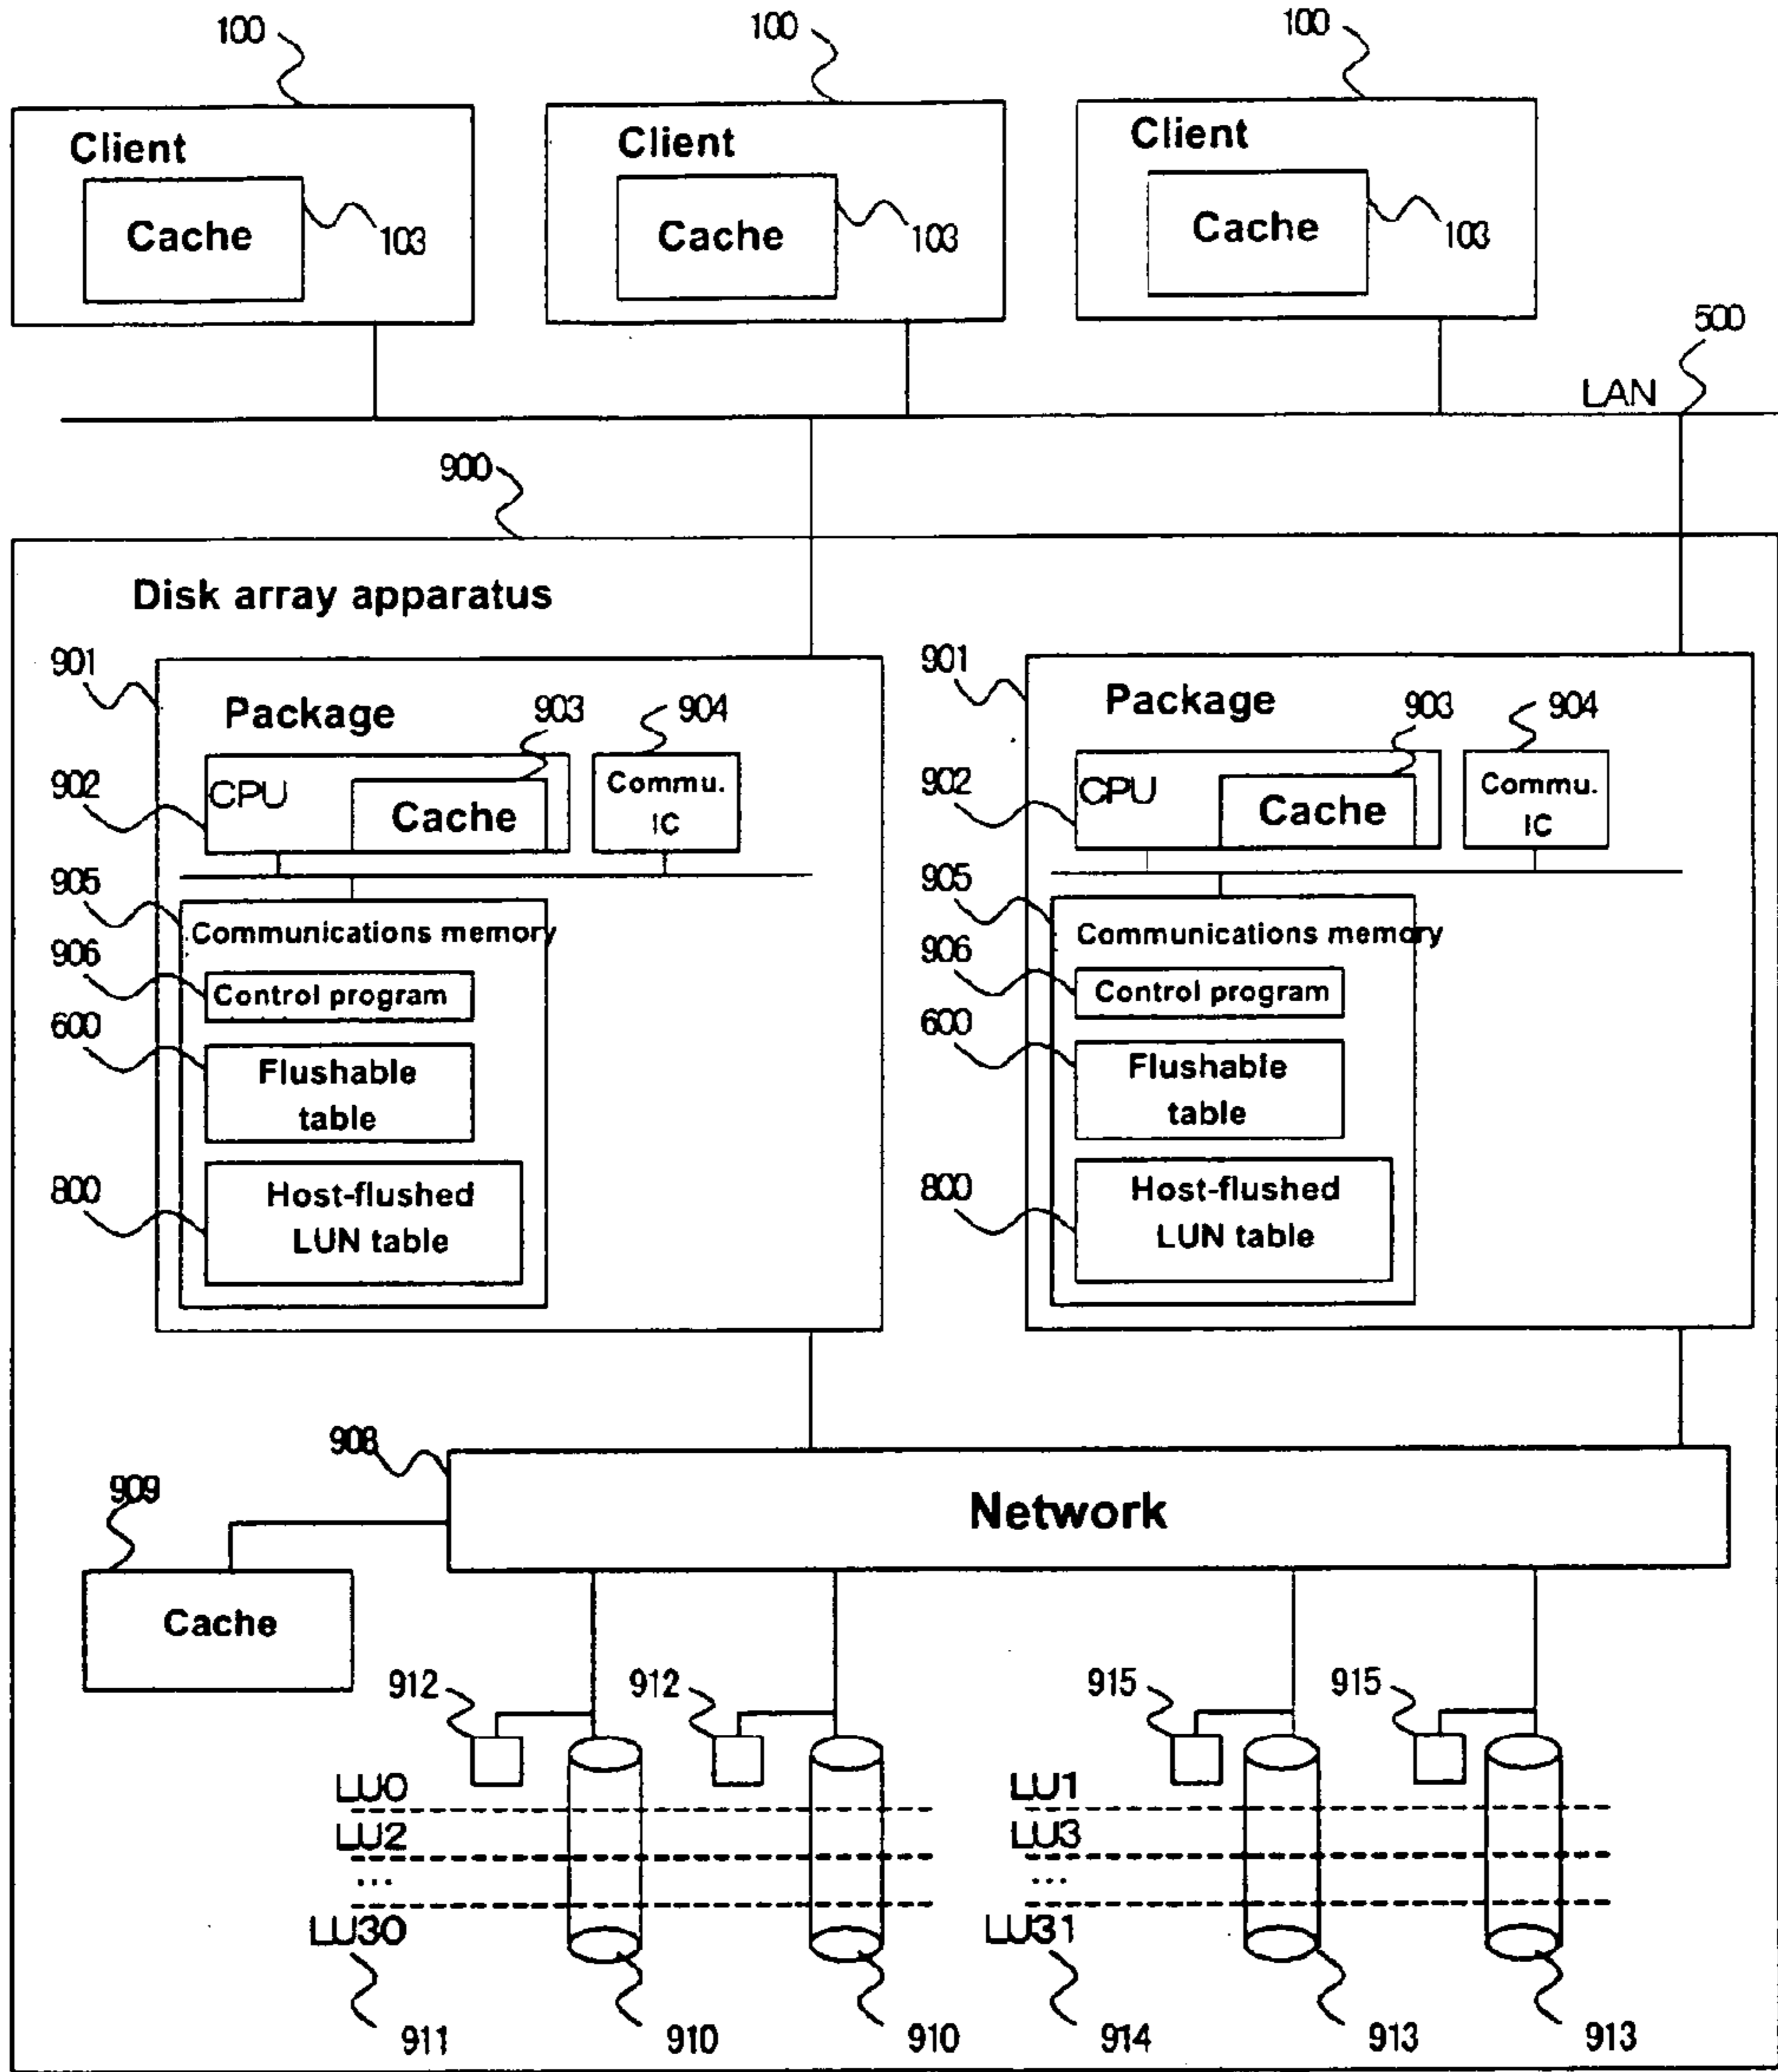 100 100 100
Client Client Client
Cache 103 Cache 103 Cache 103
500
LAN
900
Disk array apparatus
901 Package 903 904
902 CPU Cache Commu.
IC
905 Communications memory
906 Control program
600 Flushable
table
800 Host-flushed
LUN table
901 Package 903 904
902 CPU Cache Commu.
IC
905 Communications memory
906 Control program
600 Flushable
table
800 Host-flushed
LUN table
908
Network
909
Cache
912 912 915 915
LU0 LU1
LU2 LU3
... ...
LU30 LU31
911 910 910 914 913 913